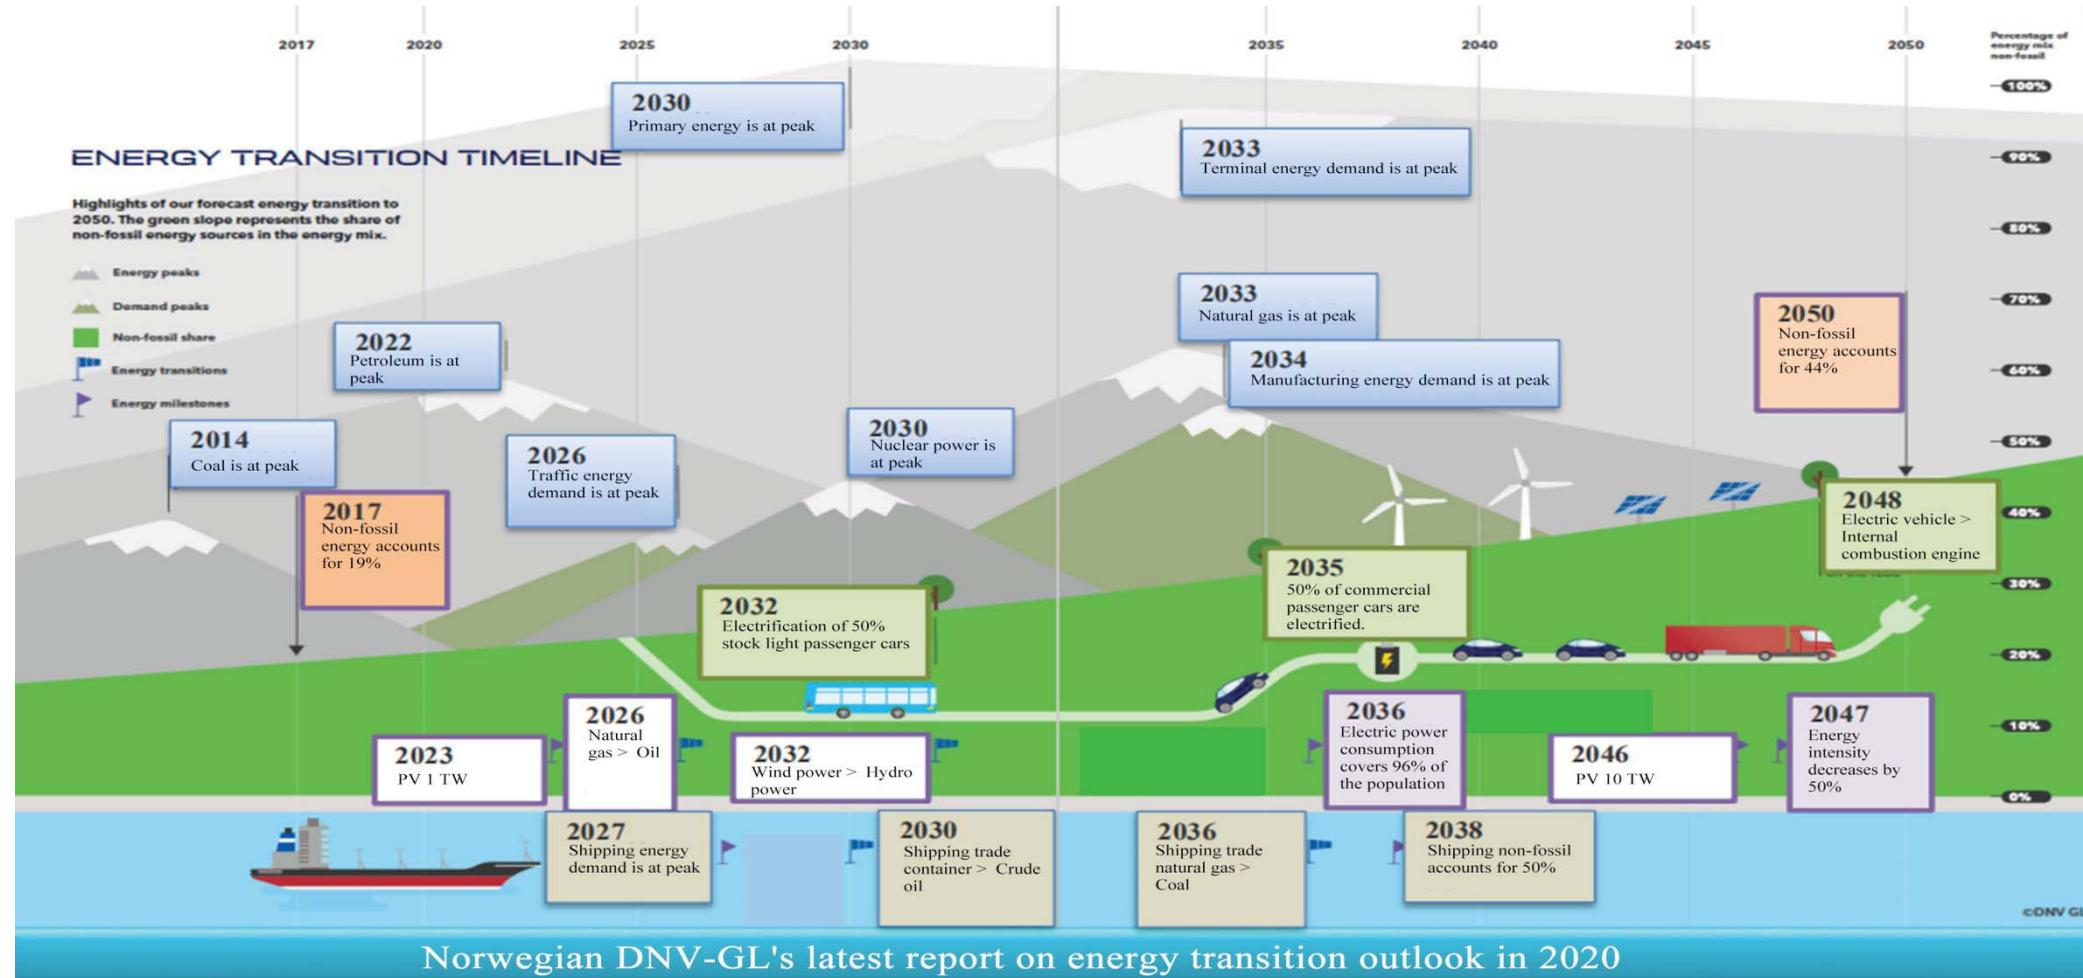 2017
2020
2025
2030
2035
2040
2045
2050
Percentage of
energy mix
non-fossil
100%
90%
80%
70%
60%
50%
40%
30%
20%
10%
0%
ENERGY TRANSITION TIMELINE
Highlights of our forecast energy transition to
2050. The green slope represents the share of
non-fossil energy sources in the energy mix.
Energy peaks
Demand peaks
Non-fossil share
Energy transitions
Energy milestones
2030
Primary energy is at peak
2033
Terminal energy demand is at peak
2033
Natural gas is at peak
2034
Manufacturing energy demand is at peak
2050
Non-fossil
energy accounts
for 44%
2022
Petroleum is at
peak
2014
Coal is at peak
2026
Traffic energy
demand is at peak
2030
Nuclear power is
at peak
2017
Non-fossil
energy accounts
for 19%
2048
Electric vehicle >
Internal
combustion engine
2032
Electrification of 50%
stock light passenger cars
2035
50% of commercial
passenger cars are
electrified.
2023
PV 1 TW
2026
Natural
gas > Oil
2032
Wind power > Hydro
power
2036
Electric power
consumption
covers 96% of
the population
2046
PV 10 TW
2047
Energy
intensity
decreases by
50%
2027
Shipping energy
demand is at peak
2030
Shipping trade
container > Crude
oil
2036
Shipping trade
natural gas >
Coal
2038
Shipping non-fossil
accounts for 50%
©DNV GL
Norwegian DNV-GL's latest report on energy transition outlook in 2020